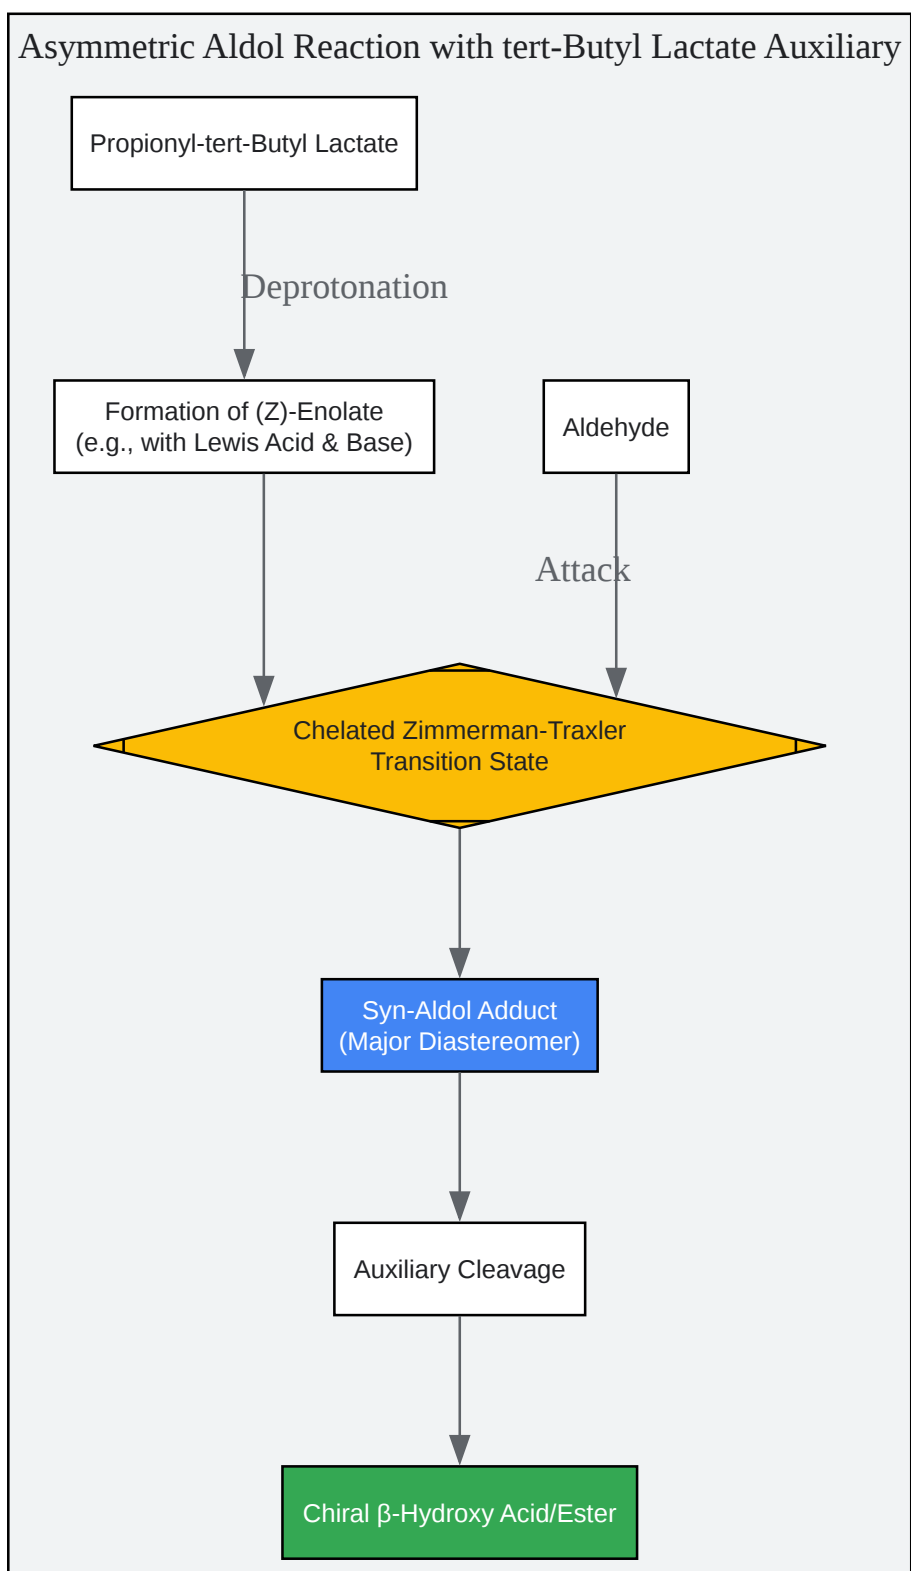 Asymmetric Aldol Reaction with tert-Butyl Lactate Auxiliary
Propionyl-tert-Butyl Lactate
Deprotonation
Formation of (Z)-Enolate
(e.g., with Lewis Acid & Base)
Aldehyde
Attack
Chelated Zimmerman-Traxler
Transition State
Syn-Aldol Adduct
(Major Diastereomer)
Auxiliary Cleavage
Chiral β-Hydroxy Acid/Ester